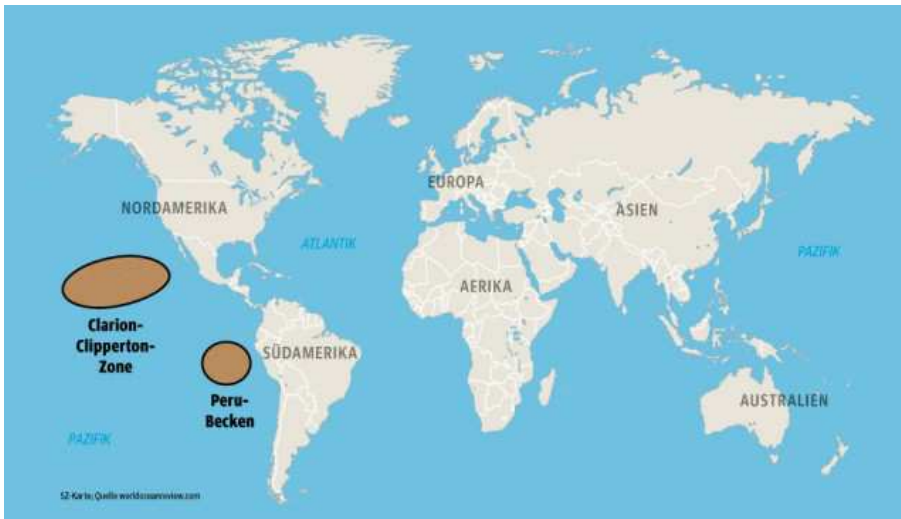 EUROPA
NORDAMERIKA
ASIEN
ATLANTIK
PAZIFIK
AERIKA
Clarion-
Clipperton-
Zone
SÜDAMERIKA
Peru-
Becken
AUSTRALIEN
PAZIFIK
SZ-Karte; Quelle worldoceanreview.com